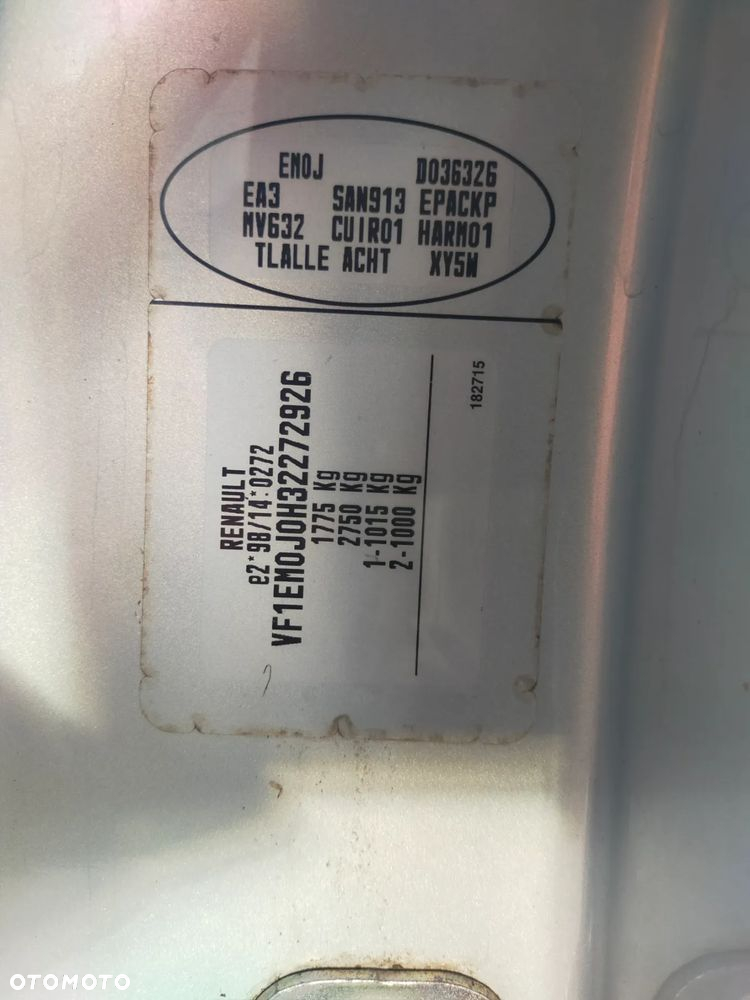 EM0J D036326
EA3 SAN913 EPACKP
MV632 CUIR01 HARM01
TLALLE ACHT XY5W
RENAULT
e2*98/14*0272
VF1EM0J0H32272926
1775 Kg
2750 Kg
1-1015 Kg
2-1000 Kg
182715
OTOMOTO